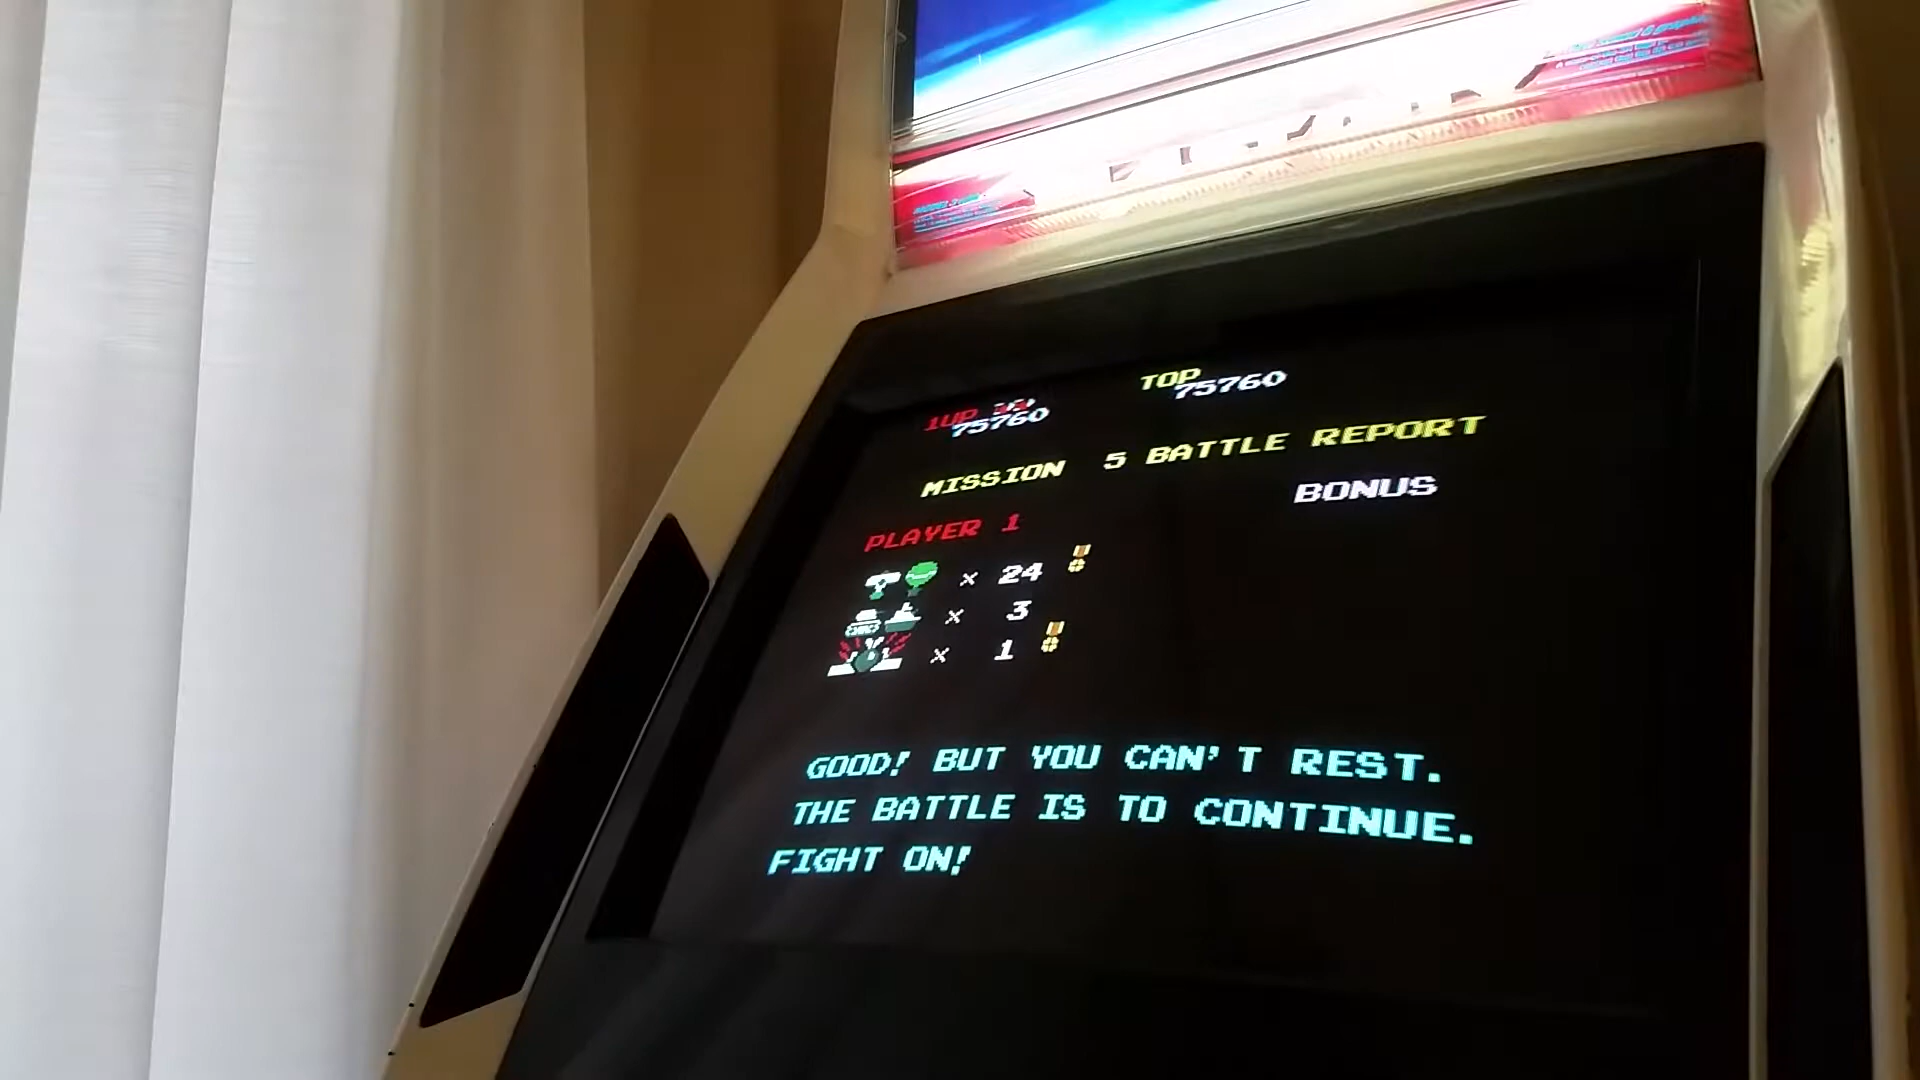 TOP
75760
1UP
75760
MISSION 5 BATTLE REPORT
BONUS
PLAYER 1
× 24
× 3
× 1
GOOD! BUT YOU CAN'T REST.
THE BATTLE IS TO CONTINUE.
FIGHT ON!